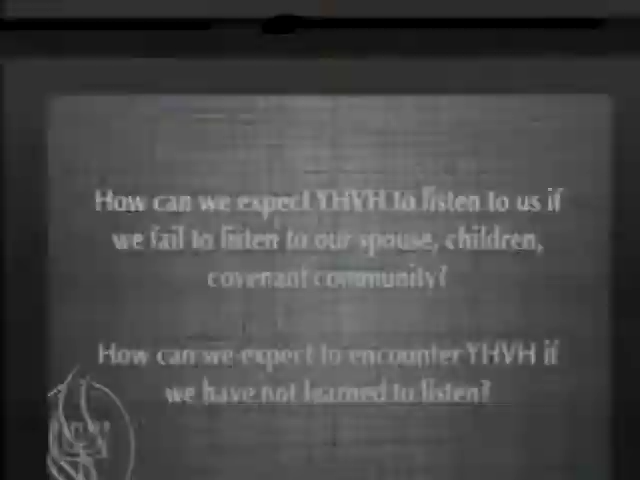 How can we expect YHVH to listen to us if
we fail to listen to our spouse, children,
covenant community?
How can we expect to encounter YHVH if
we have not learned to listen?